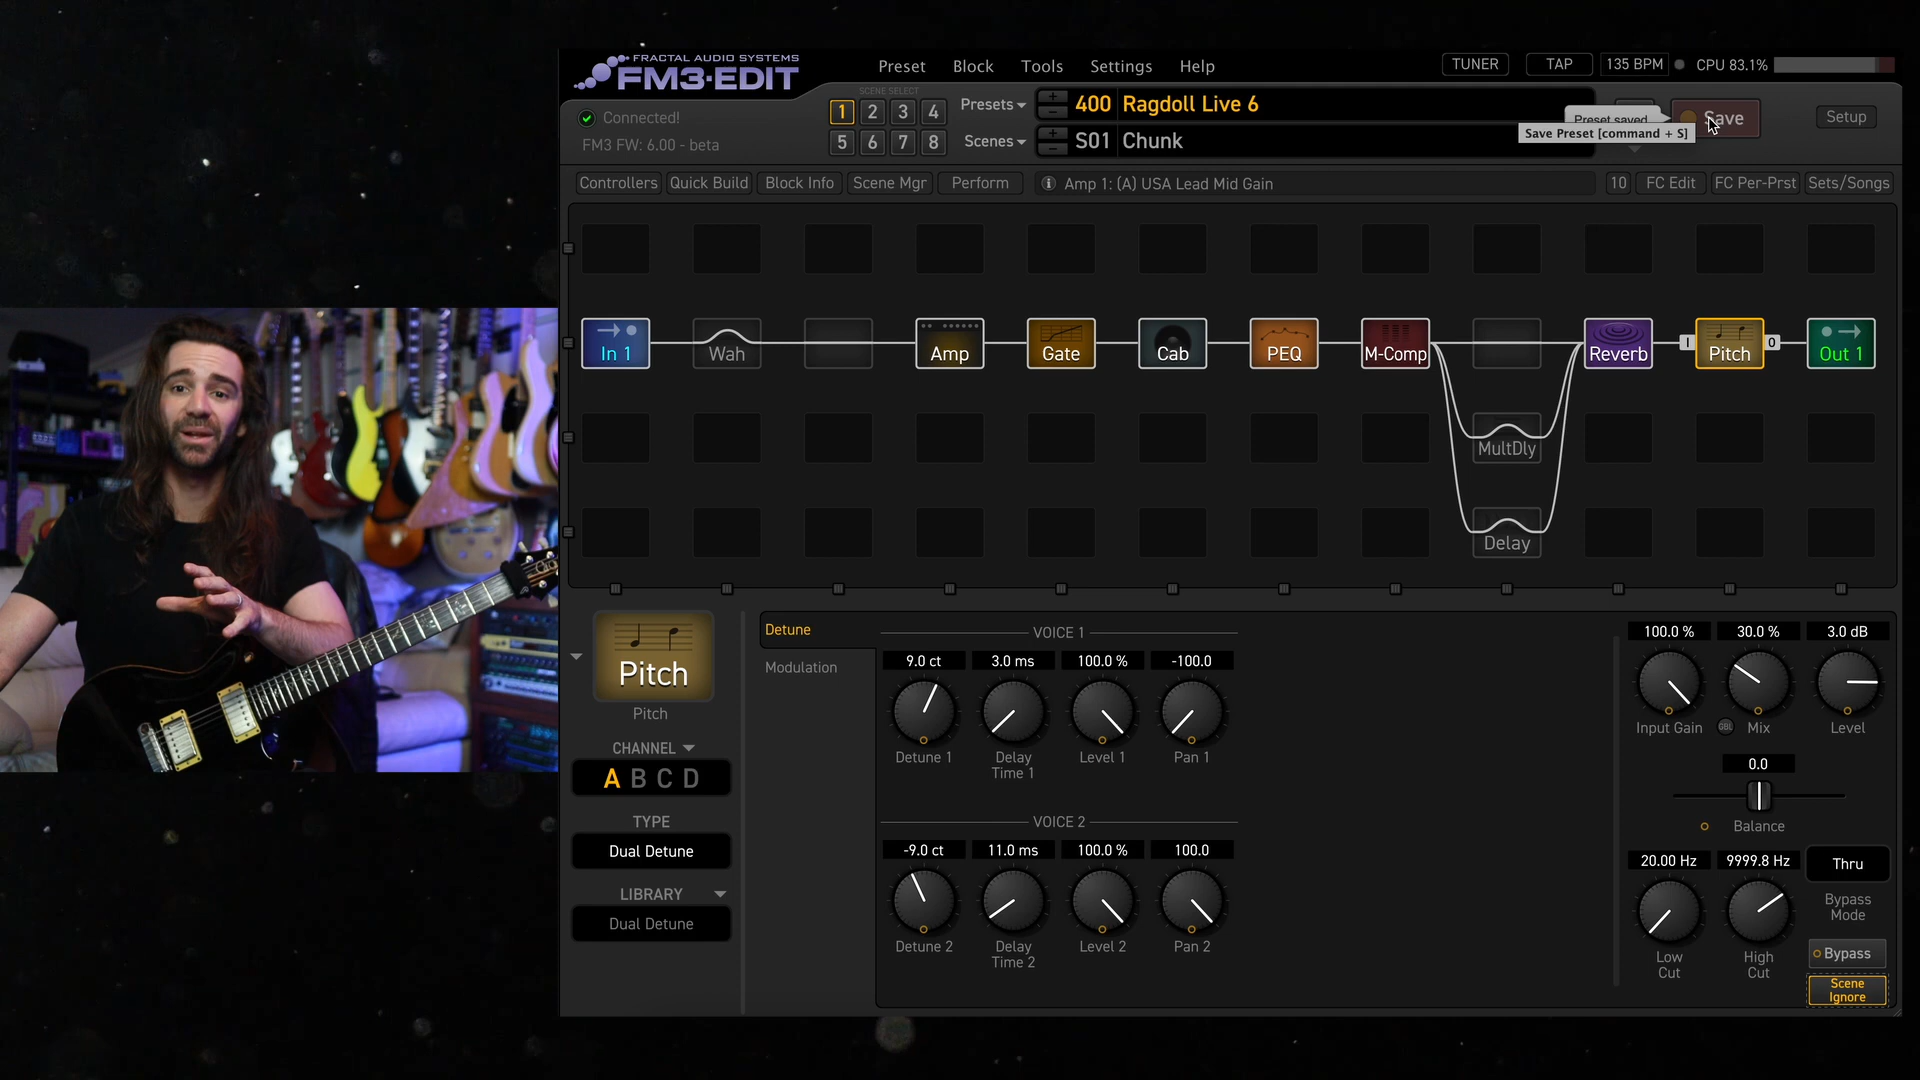 FRACTAL AUDIO SYSTEMS
FM3-EDIT
Preset Block Tools Settings Help
TUNER TAP 135 BPM CPU 83.1%
Connected!
FM3 FW: 6.00 - beta
SCENE SELECT
1 2 3 4
5 6 7 8
Presets
+
−
400 Ragdoll Live 6
Scenes
+
−
S01 Chunk
Preset saved
Save
Save Preset [command + S]
Setup
Controllers Quick Build Block Info Scene Mgr Perform
Amp 1: (A) USA Lead Mid Gain
10 FC Edit FC Per-Prst Sets/Songs
In 1 Wah Amp Gate Cab PEQ M-Comp Reverb I Pitch O Out 1
MultDly
Delay
Pitch
Pitch
CHANNEL
A B C D
TYPE
Dual Detune
LIBRARY
Dual Detune
Detune
Modulation
VOICE 1
9.0 ct 3.0 ms 100.0 % -100.0
Detune 1 Delay Time 1 Level 1 Pan 1
VOICE 2
-9.0 ct 11.0 ms 100.0 % 100.0
Detune 2 Delay Time 2 Level 2 Pan 2
100.0 % 30.0 % 3.0 dB
Input Gain GBL Mix Level
0.0
Balance
20.00 Hz 9999.8 Hz Thru
Low Cut High Cut Bypass Mode
Bypass
Scene Ignore